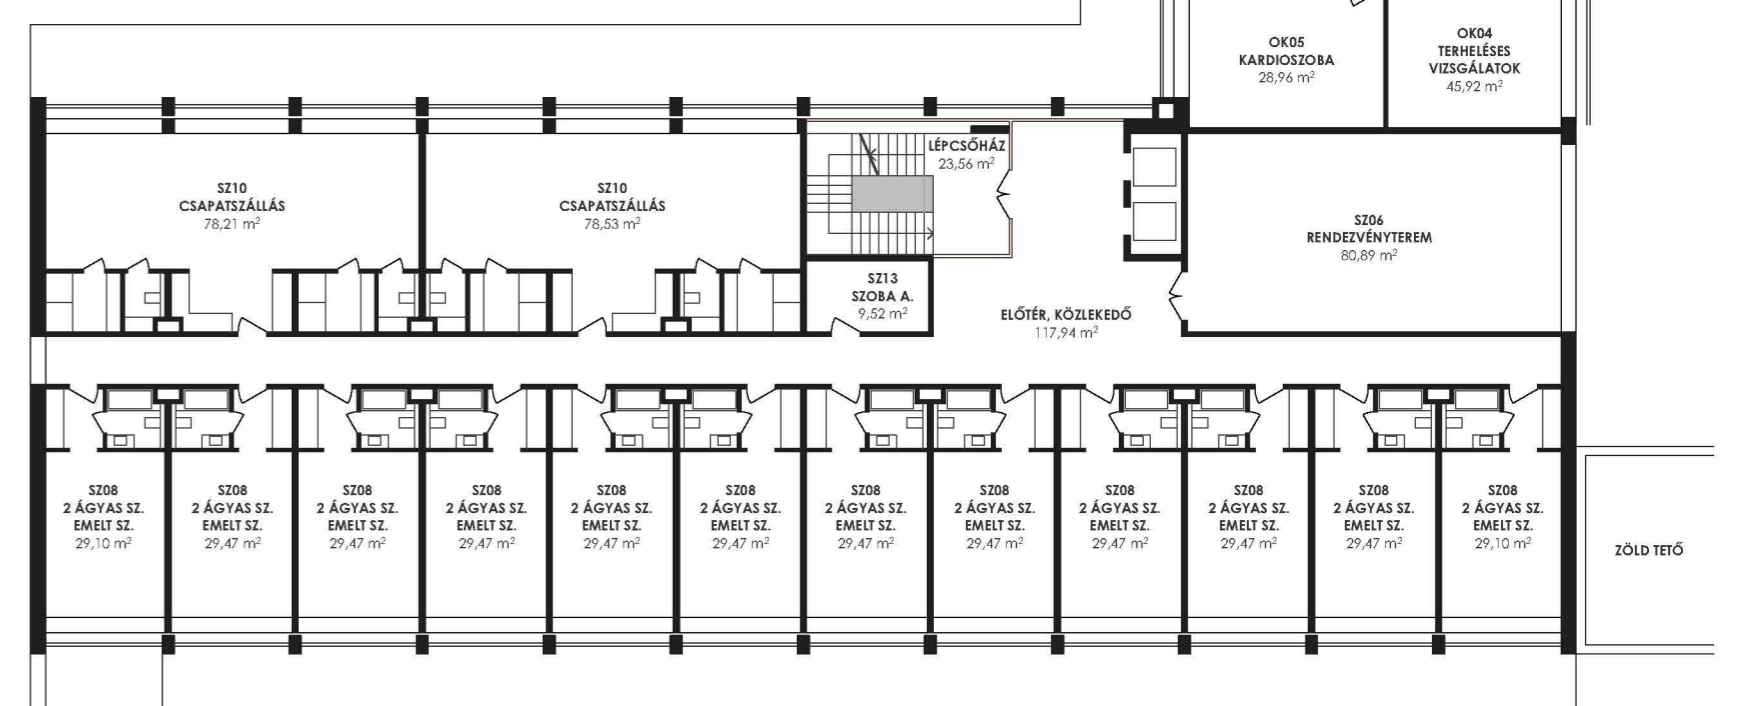 OK05
KARDIOSZOBA
28,96 m²
OK04
TERHELÉSES
VIZSGÁLATOK
45,92 m²
SZ10
CSAPATSZÁLLÁS
78,21 m²
SZ10
CSAPATSZÁLLÁS
78,53 m²
LÉPCSŐHÁZ
23,56 m²
SZ06
RENDEZVÉNYTEREM
80,89 m²
SZ13
SZOBA A.
9,52 m²
ELŐTÉR, KÖZLEKEDŐ
117,94 m²
SZ08
2 ÁGYAS SZ.
EMELT SZ.
29,10 m²
SZ08
2 ÁGYAS SZ.
EMELT SZ.
29,47 m²
SZ08
2 ÁGYAS SZ.
EMELT SZ.
29,47 m²
SZ08
2 ÁGYAS SZ.
EMELT SZ.
29,47 m²
SZ08
2 ÁGYAS SZ.
EMELT SZ.
29,47 m²
SZ08
2 ÁGYAS SZ.
EMELT SZ.
29,47 m²
SZ08
2 ÁGYAS SZ.
EMELT SZ.
29,47 m²
SZ08
2 ÁGYAS SZ.
EMELT SZ.
29,47 m²
SZ08
2 ÁGYAS SZ.
EMELT SZ.
29,47 m²
SZ08
2 ÁGYAS SZ.
EMELT SZ.
29,47 m²
SZ08
2 ÁGYAS SZ.
EMELT SZ.
29,47 m²
SZ08
2 ÁGYAS SZ.
EMELT SZ.
29,10 m²
ZÖLD TETŐ